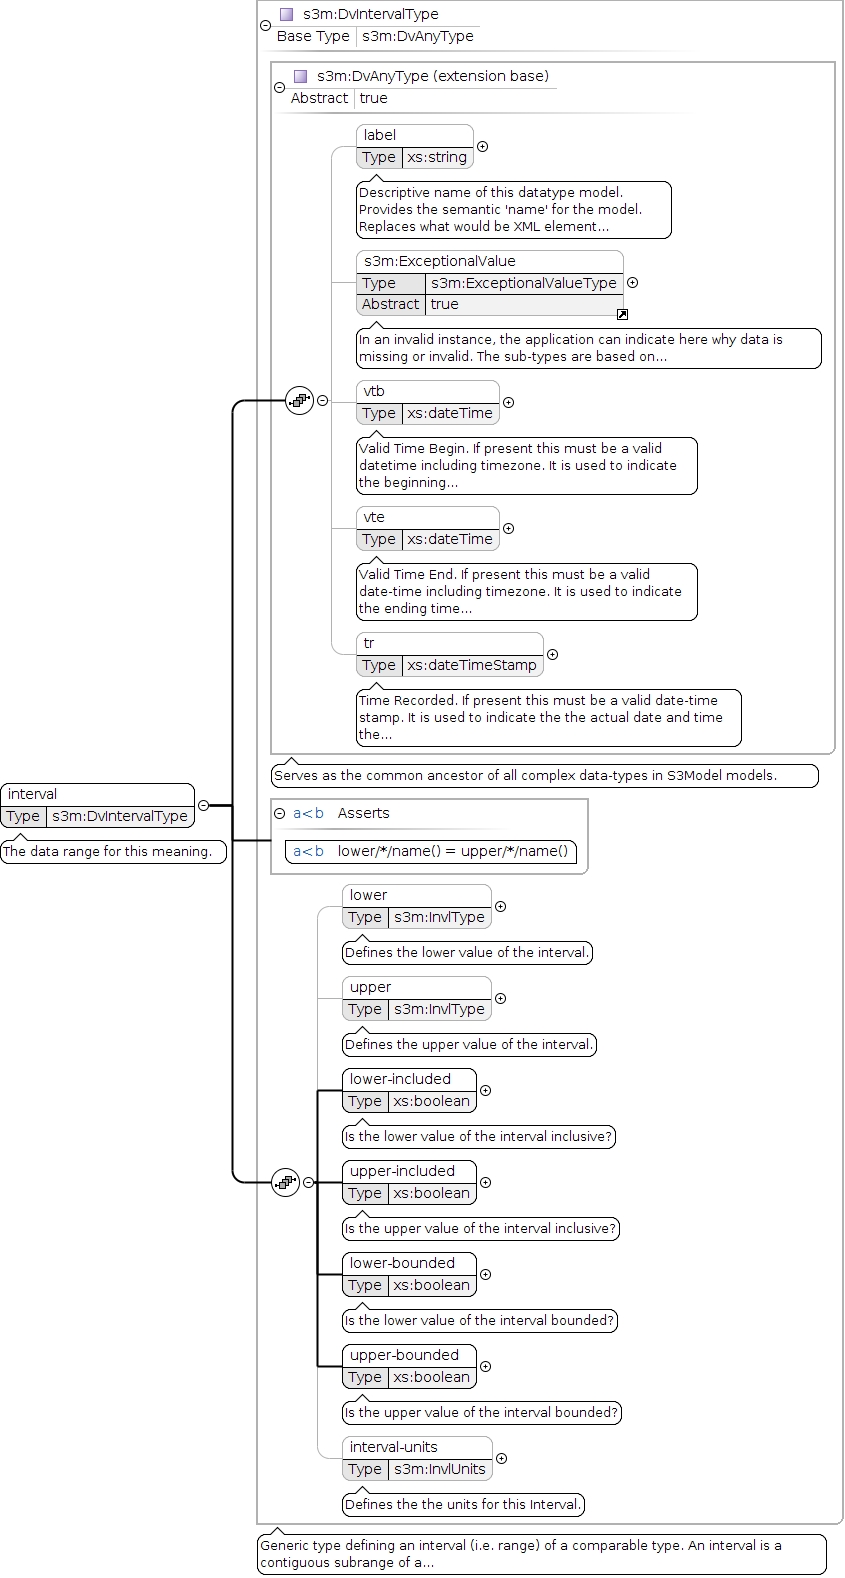 s3m:DvIntervalType
Base Type s3m:DvAnyType
s3m:DvAnyType (extension base)
Abstract true
label
Type xs:string
Descriptive name of this datatype model.
Provides the semantic 'name' for the model.
Replaces what would be XML element...
s3m:ExceptionalValue
Type s3m:ExceptionalValueType
Abstract true
In an invalid instance, the application can indicate here why data is
missing or invalid. The sub-types are based on...
vtb
Type xs:dateTime
Valid Time Begin. If present this must be a valid
datetime including timezone. It is used to indicate
the beginning...
vte
Type xs:dateTime
Valid Time End. If present this must be a valid
date-time including timezone. It is used to indicate
the ending time...
tr
Type xs:dateTimeStamp
Time Recorded. If present this must be a valid date-time
stamp. It is used to indicate the the actual date and time
the...
Serves as the common ancestor of all complex data-types in S3Model models.
interval
Type s3m:DvIntervalType
The data range for this meaning.
a<b Asserts
a<b lower/*/name() = upper/*/name()
lower
Type s3m:InvlType
Defines the lower value of the interval.
upper
Type s3m:InvlType
Defines the upper value of the interval.
lower-included
Type xs:boolean
Is the lower value of the interval inclusive?
upper-included
Type xs:boolean
Is the upper value of the interval inclusive?
lower-bounded
Type xs:boolean
Is the lower value of the interval bounded?
upper-bounded
Type xs:boolean
Is the upper value of the interval bounded?
interval-units
Type s3m:InvlUnits
Defines the the units for this Interval.
Generic type defining an interval (i.e. range) of a comparable type. An interval is a
contiguous subrange of a...